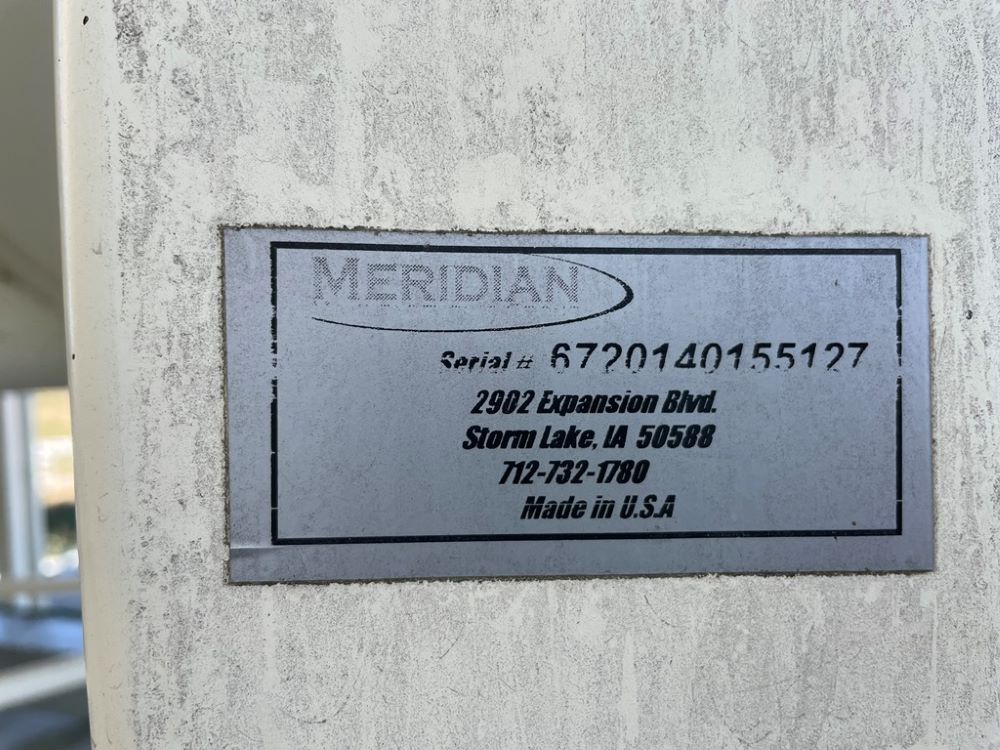 MERIDIAN
Serial # 6720140155127
2902 Expansion Blvd.
Storm Lake, IA 50588
712-732-1780
Made in U.S.A